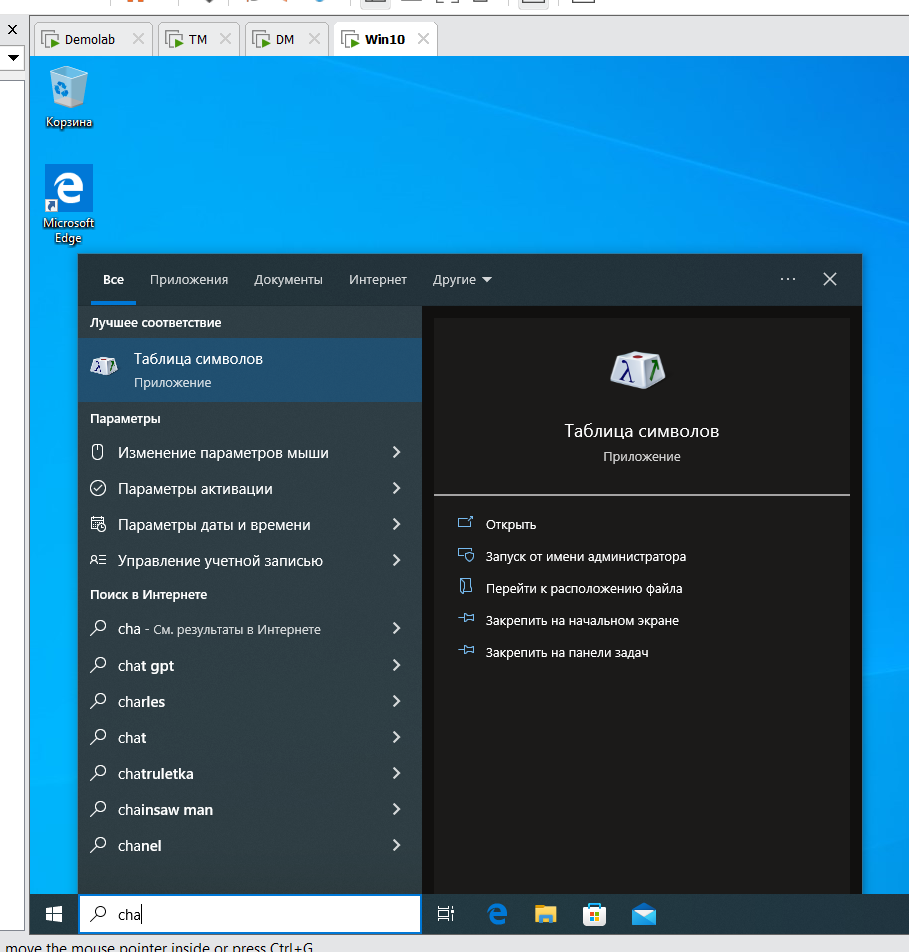 Demolab
TM
DM
Win10
Корзина
Microsoft
Edge
Все
Приложения
Документы
Интернет
Другие
Лучшее соответствие
Таблица символов
Приложение
Параметры
Изменение параметров мыши
Параметры активации
Параметры даты и времени
Управление учетной записью
Поиск в Интернете
cha - См. результаты в Интернете
chat gpt
charles
chat
chatruletka
chainsaw man
chanel
Таблица символов
Приложение
Открыть
Запуск от имени администратора
Перейти к расположению файла
Закрепить на начальном экране
Закрепить на панели задач
cha
move the mouse pointer inside or press Ctrl+G.